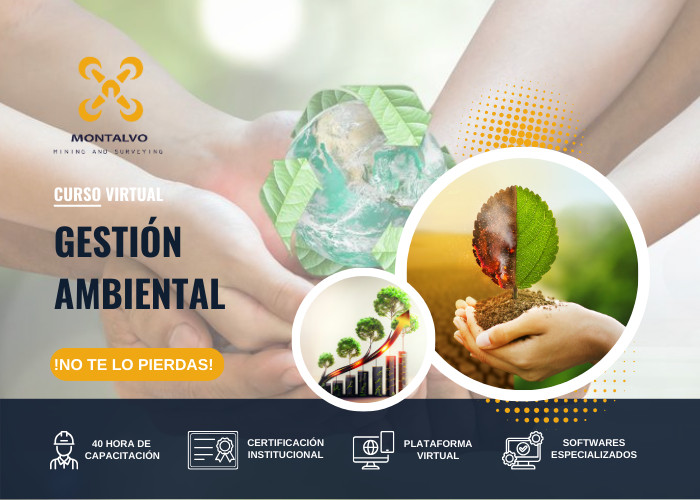 MONTALVO
MINING AND SURVEYING
CURSO VIRTUAL
GESTIÓN
AMBIENTAL
!NO TE LO PIERDAS!
40 HORA DE
CAPACITACIÓN
CERTIFICACIÓN
INSTITUCIONAL
PLATAFORMA
VIRTUAL
SOFTWARES
ESPECIALIZADOS